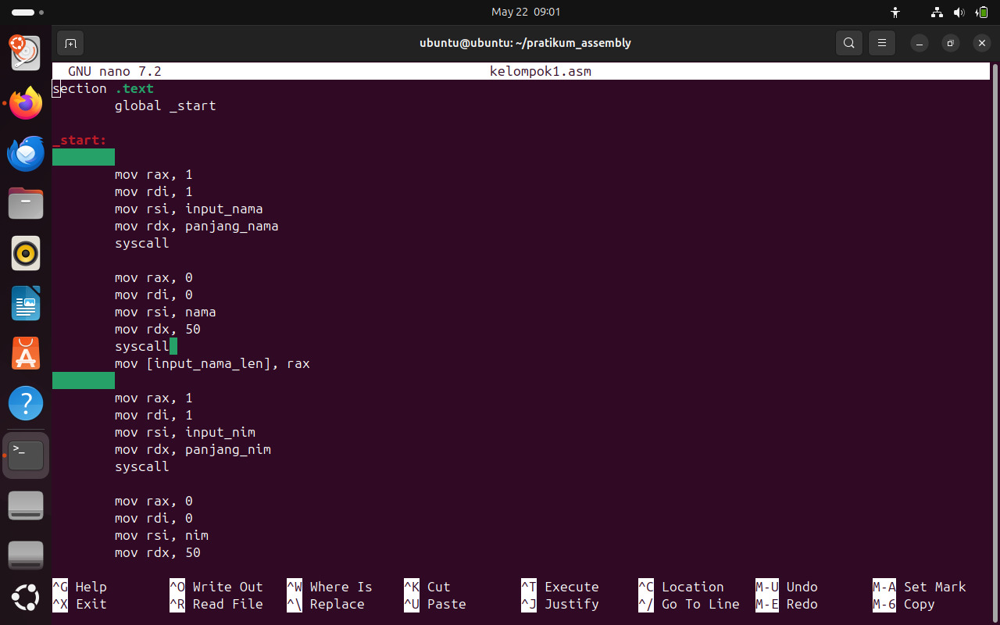 May 22 09:01
ubuntu@ubuntu: ~/pratikum_assembly
GNU nano 7.2 kelompok1.asm
section .text
global _start
_start:
mov rax, 1
mov rdi, 1
mov rsi, input_nama
mov rdx, panjang_nama
syscall
mov rax, 0
mov rdi, 0
mov rsi, nama
mov rdx, 50
syscall
mov [input_nama_len], rax
mov rax, 1
mov rdi, 1
mov rsi, input_nim
mov rdx, panjang_nim
syscall
mov rax, 0
mov rdi, 0
mov rsi, nim
mov rdx, 50
^G Help ^O Write Out ^W Where Is ^K Cut ^T Execute ^C Location M-U Undo M-A Set Mark
^X Exit ^R Read File ^\ Replace ^U Paste ^J Justify ^/ Go To Line M-E Redo M-6 Copy